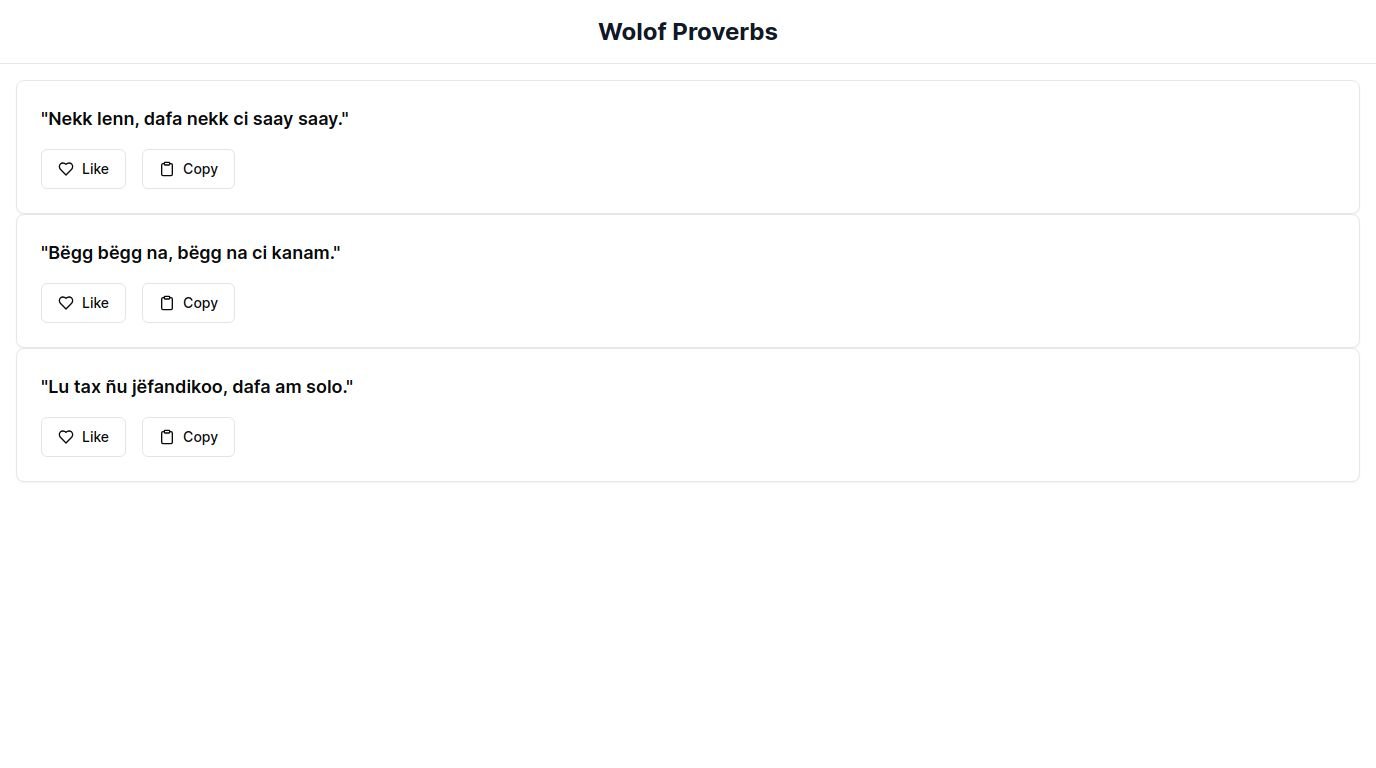 Wolof Proverbs
"Nekk lenn, dafa nekk ci saay saay."
Like Copy
"Bëgg bëgg na, bëgg na ci kanam."
Like Copy
"Lu tax ñu jëfandikoo, dafa am solo."
Like Copy